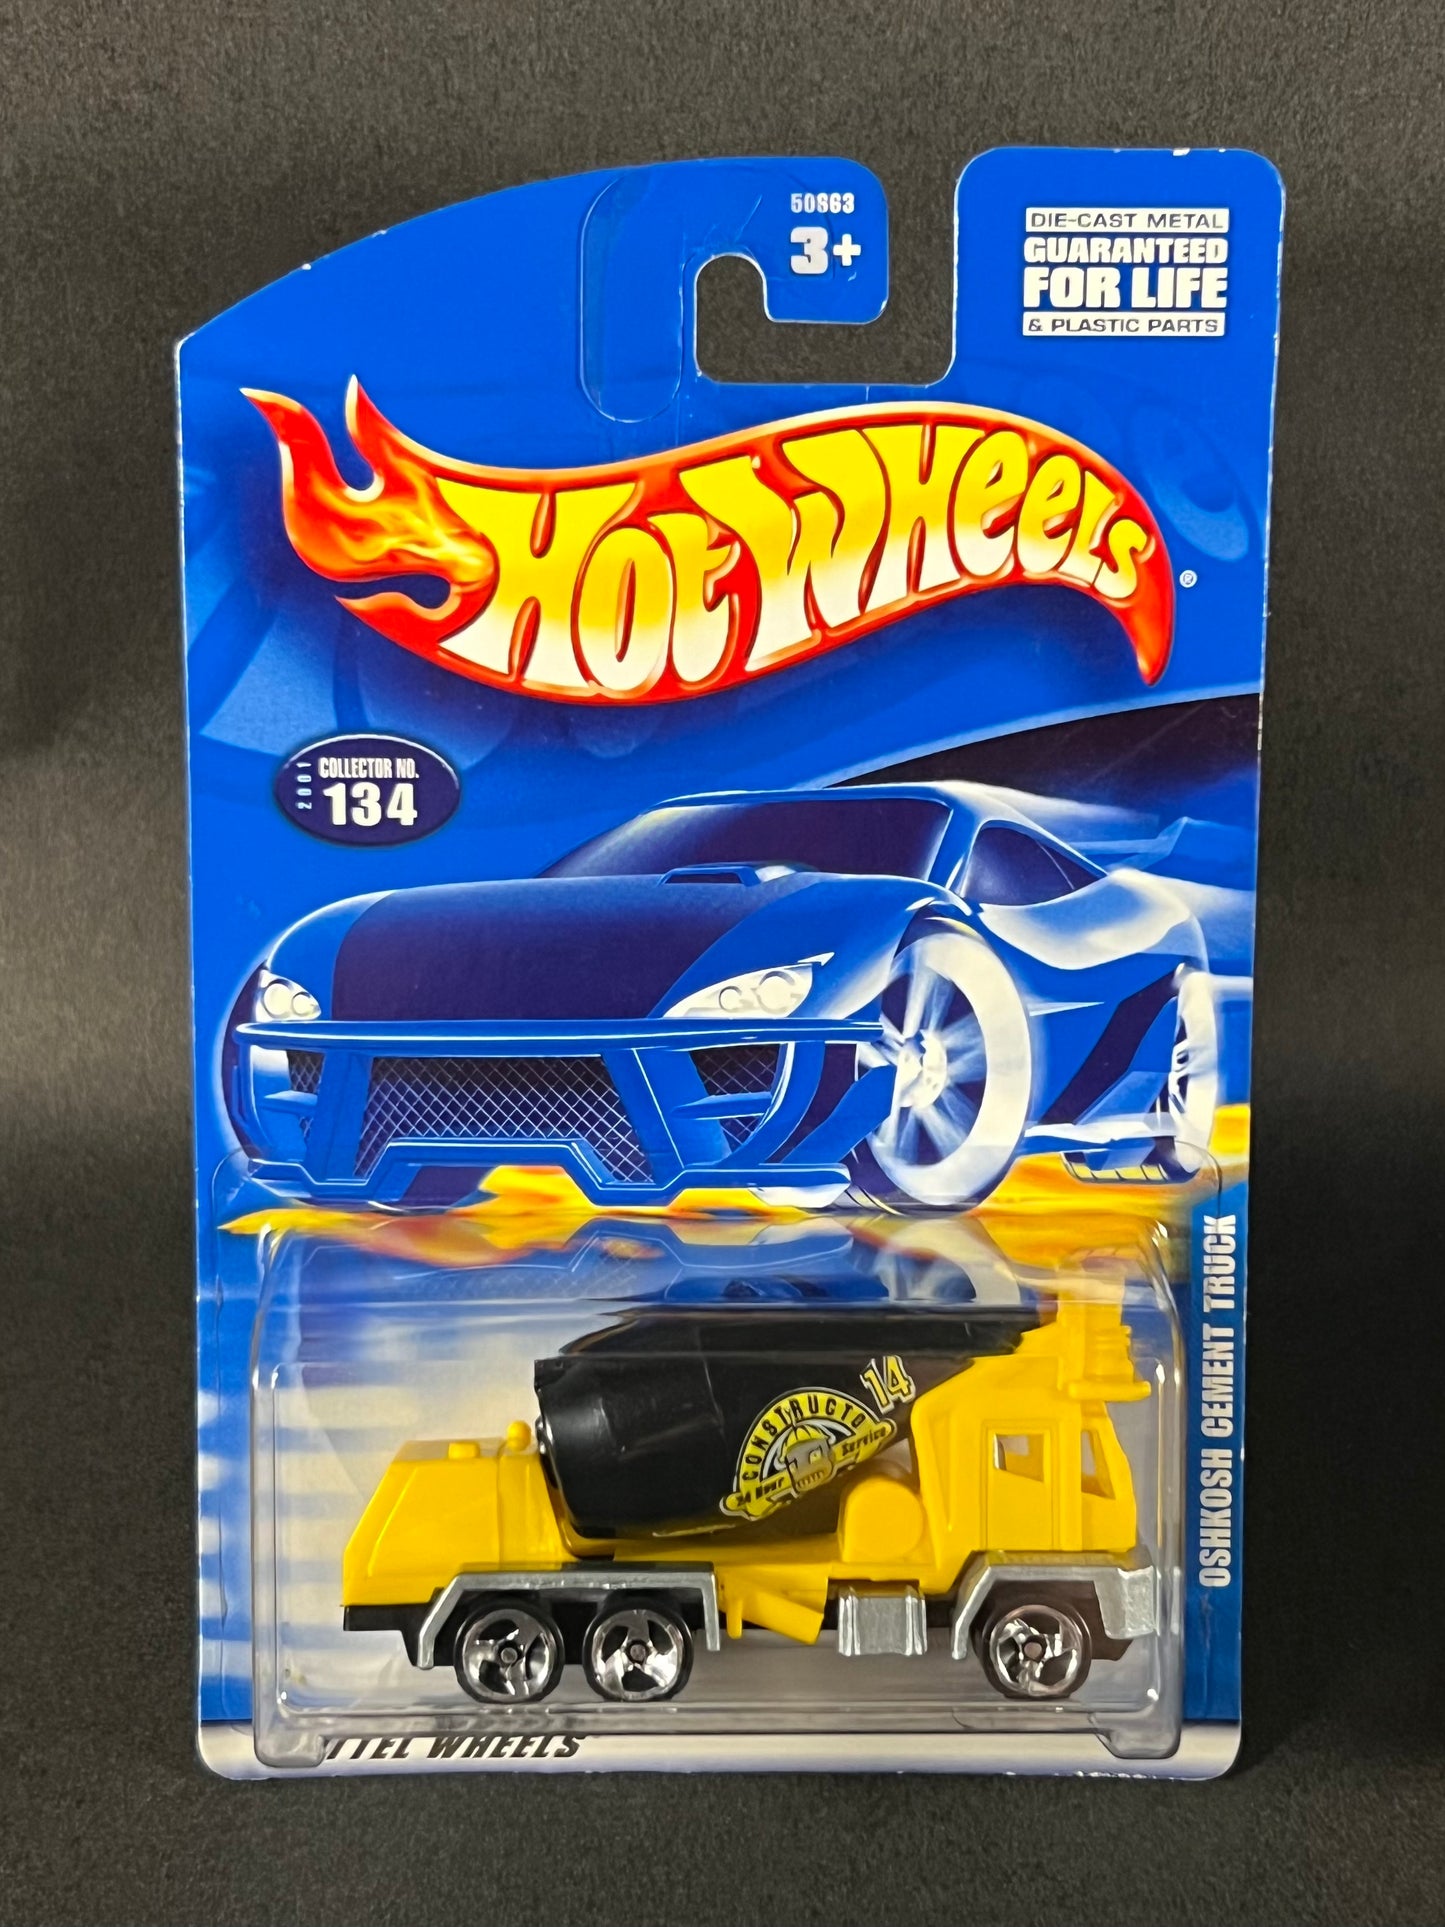 50663
3+
DIE-CAST METAL
GUARANTEED
FOR LIFE
& PLASTIC PARTS
HOT WHEELS®
2001
COLLECTOR NO.
134
OSHKOSH CEMENT TRUCK
14
CONSTRUCTO
24 Hour Service
TTEL WHEELS